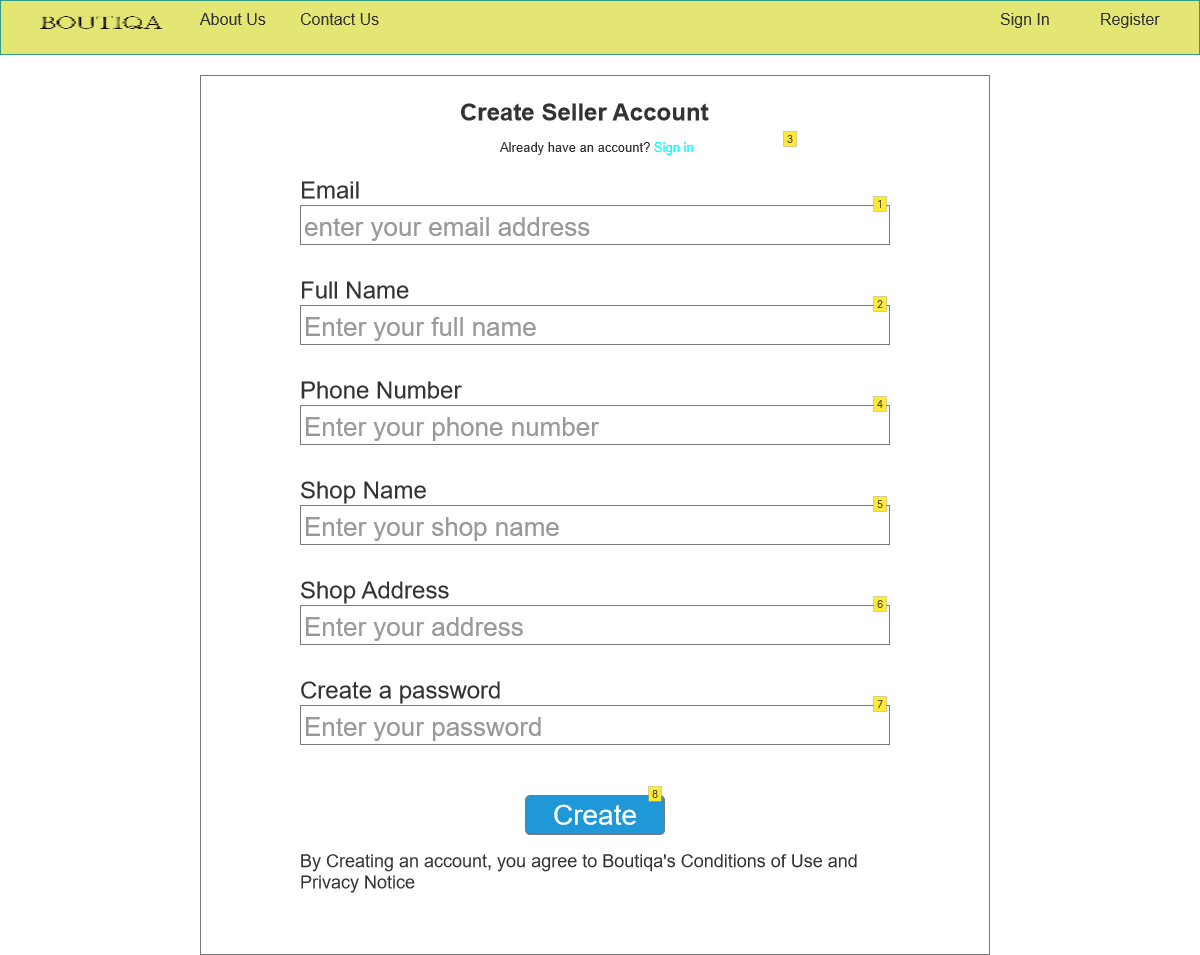 BOUTIQA About Us Contact Us Sign In Register
Create Seller Account
Already have an account? Sign in 3
Email
1
enter your email address
Full Name
2
Enter your full name
Phone Number
4
Enter your phone number
Shop Name
5
Enter your shop name
Shop Address
6
Enter your address
Create a password
7
Enter your password
8
Create
By Creating an account, you agree to Boutiqa's Conditions of Use and
Privacy Notice